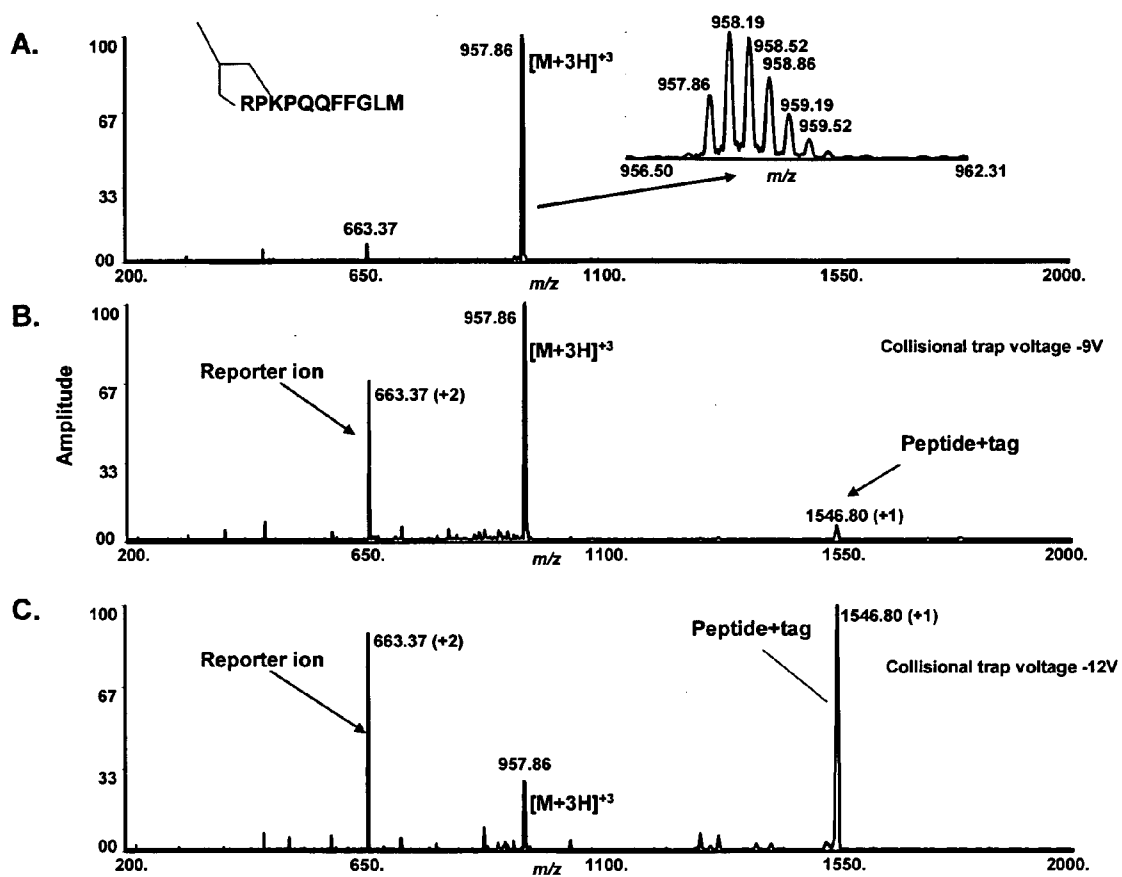 A.
100
67
33
00
957.86
[M+3H]+3
RPKPQQFFGLM
663.37
958.19
958.52
958.86
957.86
959.19
959.52
956.50
m/z
962.31
200.
650.
m/z
1100.
1550.
2000.
B.
Amplitude
100
67
33
00
957.86
[M+3H]+3
Collisional trap voltage -9V
Reporter ion
663.37 (+2)
Peptide+tag
1546.80 (+1)
200.
650.
m/z
1100.
1550.
2000.
C.
100
67
33
00
663.37 (+2)
Reporter ion
Peptide+tag
1546.80 (+1)
Collisional trap voltage -12V
957.86
[M+3H]+3
200.
650.
m/z
1100.
1550.
2000.